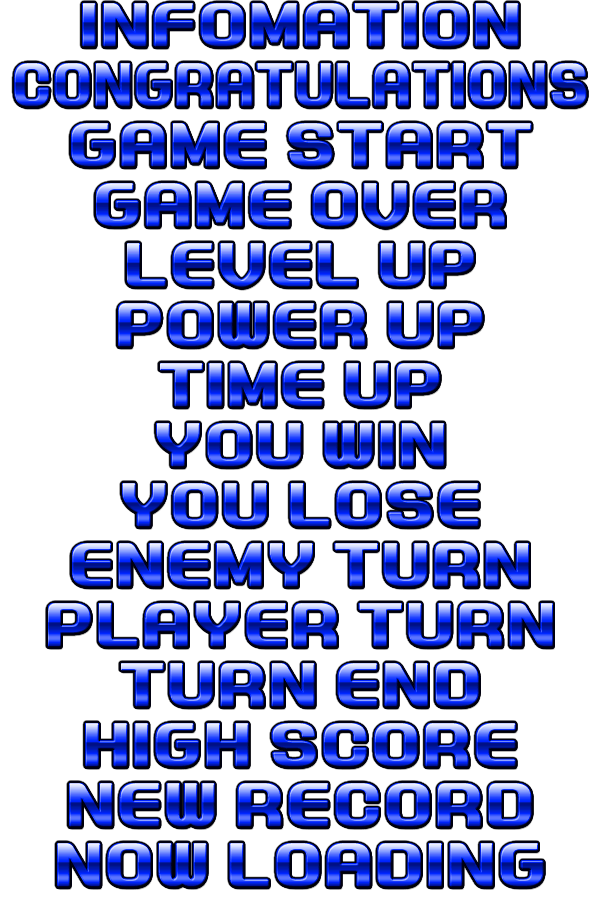 INFOMATION
CONGRATULATIONS
GAME START
GAME OVER
LEVEL UP
POWER UP
TIME UP
YOU WIN
YOU LOSE
ENEMY TURN
PLAYER TURN
TURN END
HIGH SCORE
NEW RECORD
NOW LOADING